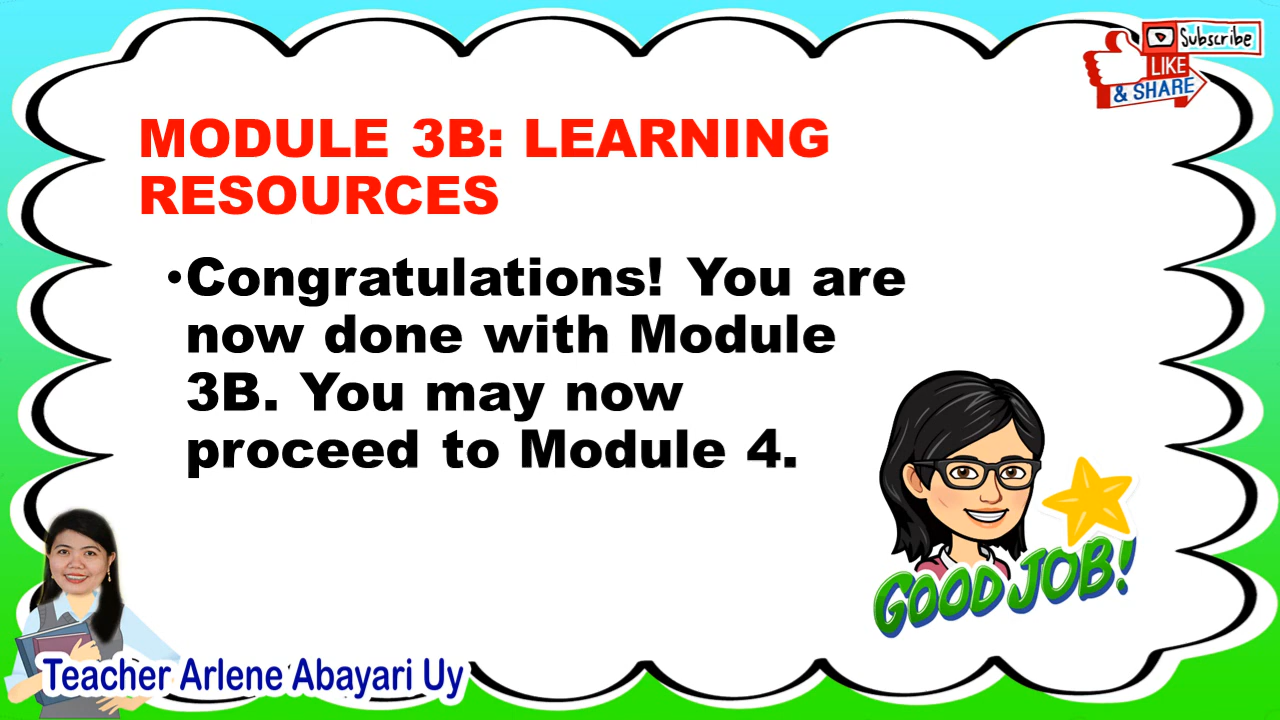 Subscribe
LIKE
& SHARE
MODULE 3B: LEARNING
RESOURCES
•Congratulations! You are
now done with Module
3B. You may now
proceed to Module 4.
GOOD JOB!
Teacher Arlene Abayari Uy